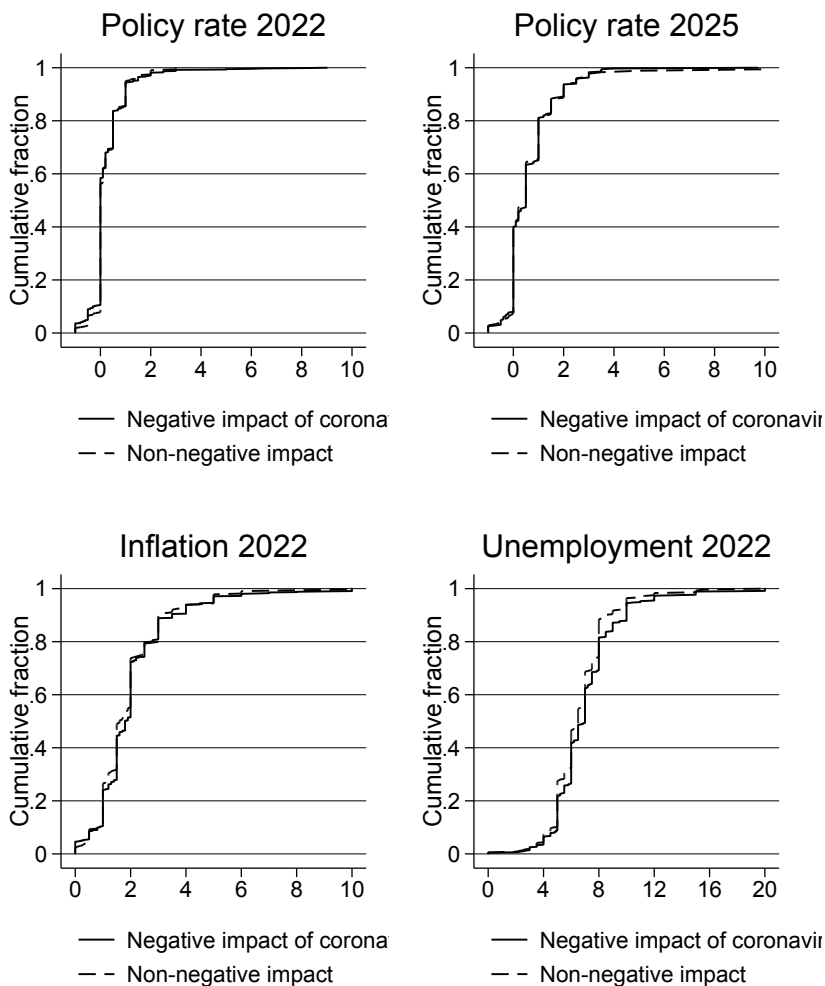 Policy rate 2022
Policy rate 2025
Cumulative fraction
1
.8
.6
.4
.2
0
0 2 4 6 8 10
Negative impact of corona
Non-negative impact
Cumulative fraction
1
.8
.6
.4
.2
0
0 2 4 6 8 10
Negative impact of coronavir
Non-negative impact
Inflation 2022
Unemployment 2022
Cumulative fraction
1
.8
.6
.4
.2
0
0 2 4 6 8 10
Negative impact of corona
Non-negative impact
Cumulative fraction
1
.8
.6
.4
.2
0
0 4 8 12 16 20
Negative impact of coronavir
Non-negative impact